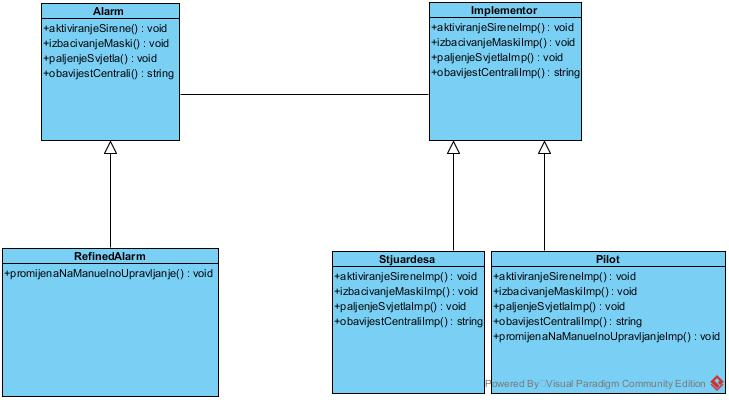 Alarm
+aktiviranjeSirene() : void
+izbacivanjeMaski() : void
+paljenjeSvjetla() : void
+obavijestCentrali() : string
Implementor
+aktiviranjeSireneImp() : void
+izbacivanjeMaskiImp() : void
+paljenjeSvjetlaImp() : void
+obavijestCentraliImp() : string
RefinedAlarm
+promijenaNaManuelnoUpravljanje() : void
Stjuardesa
+aktiviranjeSireneImp() : void
+izbacivanjeMaskiImp() : void
+paljenjeSvjetlaImp() : void
+obavijestCentraliImp() : string
Pilot
+aktiviranjeSireneImp() : void
+izbacivanjeMaskiImp() : void
+paljenjeSvjetlaImp() : void
+obavijestCentraliImp() : string
+promijenaNaManuelnoUpravljanjeImp() : void
Powered By Visual Paradigm Community Edition